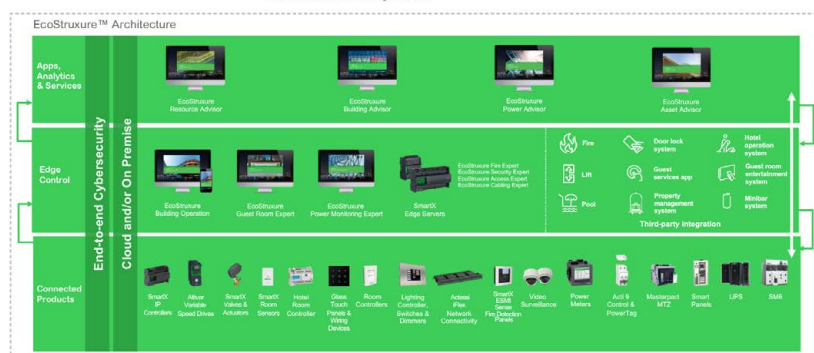 EcoStruxure™ Architecture
Apps,
Analytics
& Services
End-to-end Cybersecurity
Cloud and/or On Premise
EcoStruxure
Resource Advisor
EcoStruxure
Building Advisor
EcoStruxure
Power Advisor
EcoStruxure
Asset Advisor
Edge
Control
EcoStruxure
Building Operation
EcoStruxure
Guest Room Expert
EcoStruxure
Power Monitoring Expert
SmartX
Edge Servers
EcoStruxure Fire Expert
EcoStruxure Security Expert
EcoStruxure Access Expert
EcoStruxure Cabling Expert
Fire
Door lock
system
Hotel
operation
system
Lift
Guest
services app
Guest room
entertainment
system
Pool
Property
management
system
Minibar
system
Third-party Integration
Connected
Products
SmartX
IP
Controllers
Altivar
Variable
Speed Drives
SmartX
Valves &
Actuators
SmartX
Room
Sensors
Hotel
Room
Controller
Glass
Touch
Panels &
Wiring
Devices
Room
Controllers
Lighting
Controller,
Switches &
Dimmers
Actassi
iFlex
Network
Connectivity
SmartX
ESMI
Sense
Fire Detection
Panels
Video
Surveillance
Power
Meters
Acti 9
Control &
PowerTag
Masterpact
MTZ
Smart
Panels
UPS
SM6